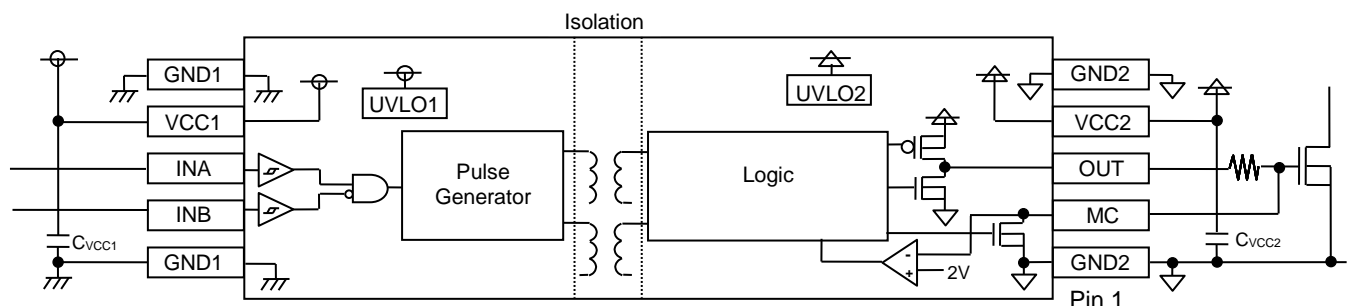 Isolation
GND1
VCC1
INA
INB
GND1
CVCC1
UVLO1
Pulse
Generator
UVLO2
Logic
-
+
2V
GND2
VCC2
OUT
MC
GND2
CVCC2
Pin 1